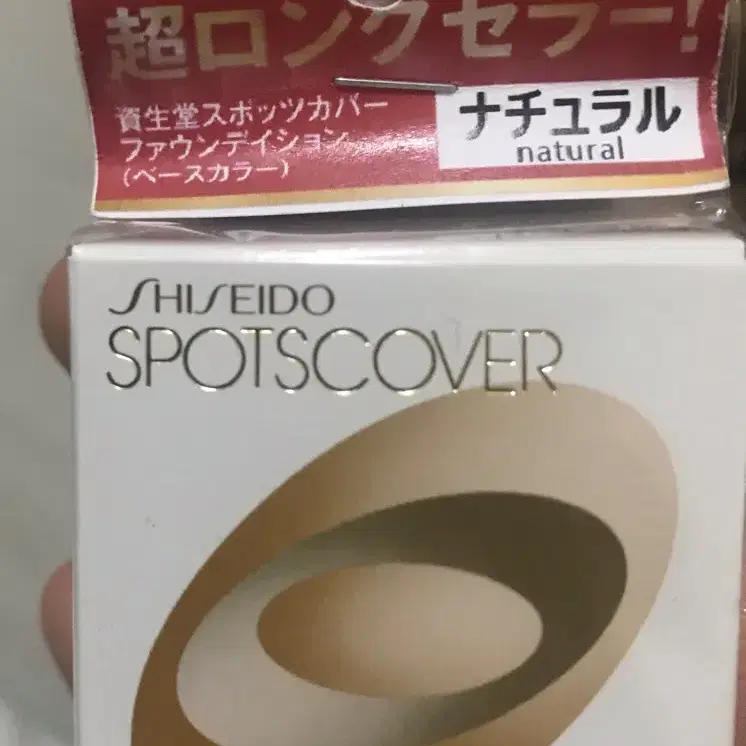 超ロングセラー!
資生堂スポッツカバー
ファウンデイション
(ベースカラー)
ナチュラル
natural
SHISEIDO
SPOTSCOVER